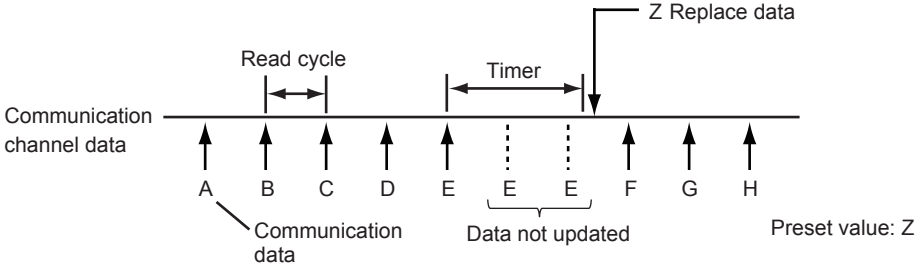 Z Replace data
Read cycle
Timer
Communication
channel data
A B C D E E E F G H
Communication
data
Data not updated
Preset value: Z